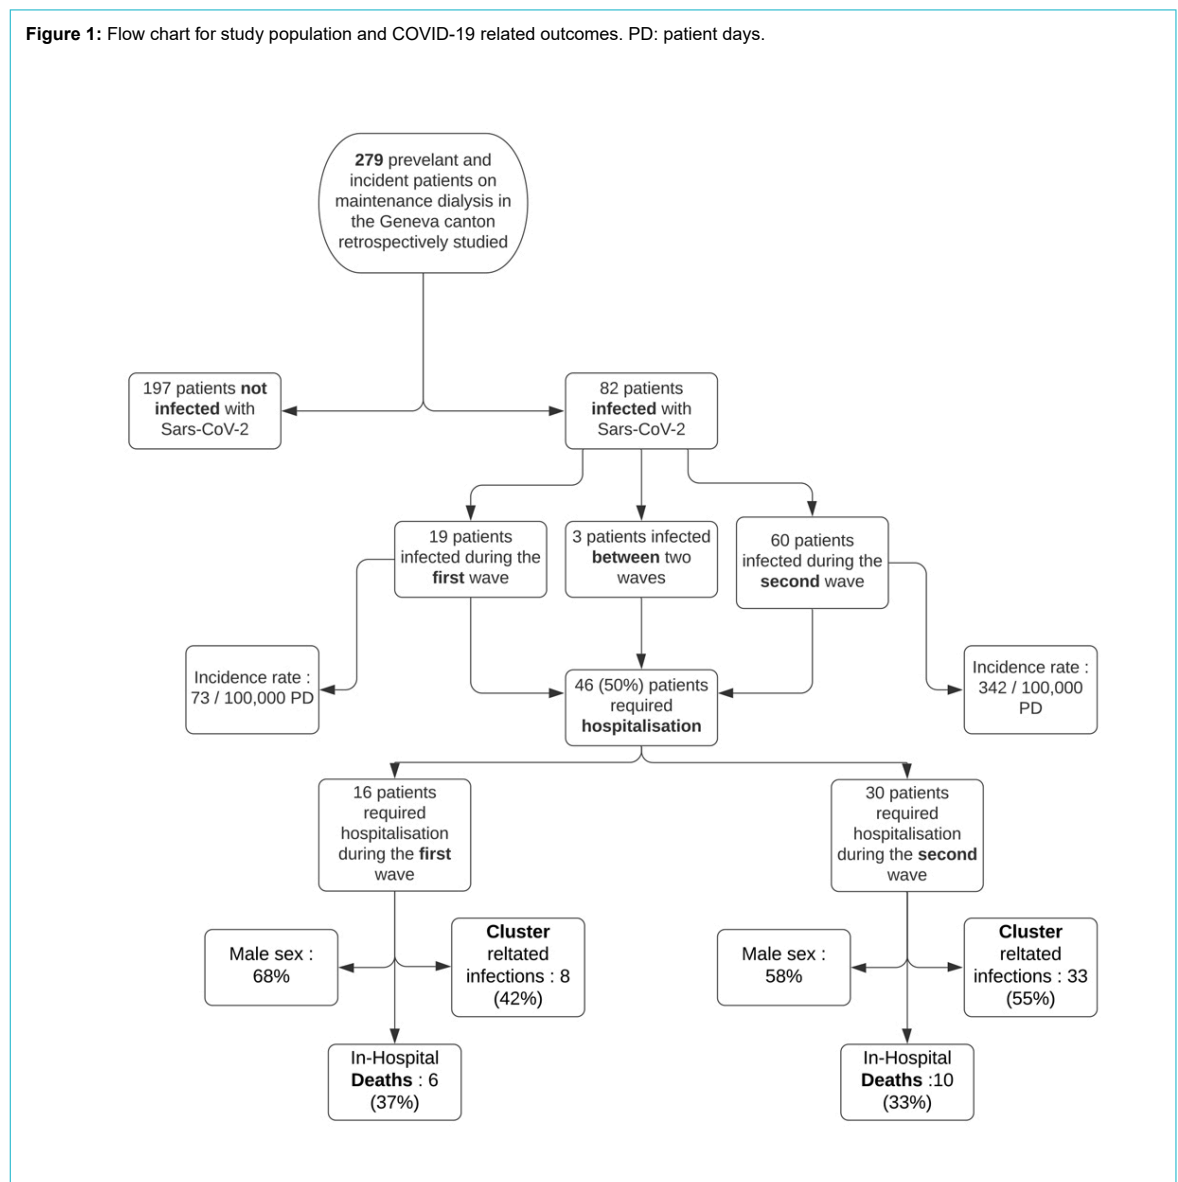 Figure 1: Flow chart for study population and COVID-19 related outcomes. PD: patient days.
279 prevelant and
incident patients on
maintenance dialysis in
the Geneva canton
retrospectively studied
197 patients not
infected with
Sars-CoV-2
82 patients
infected with
Sars-CoV-2
19 patients
infected during the
first wave
3 patients infected
between two
waves
60 patients
infected during the
second wave
Incidence rate :
73 / 100,000 PD
46 (50%) patients
required
hospitalisation
Incidence rate :
342 / 100,000
PD
16 patients
required
hospitalisation
during the first
wave
30 patients
required
hospitalisation
during the second
wave
Male sex :
68%
Cluster
reltated
infections : 8
(42%)
Male sex :
58%
Cluster
reltated
infections : 33
(55%)
In-Hospital
Deaths : 6
(37%)
In-Hospital
Deaths :10
(33%)